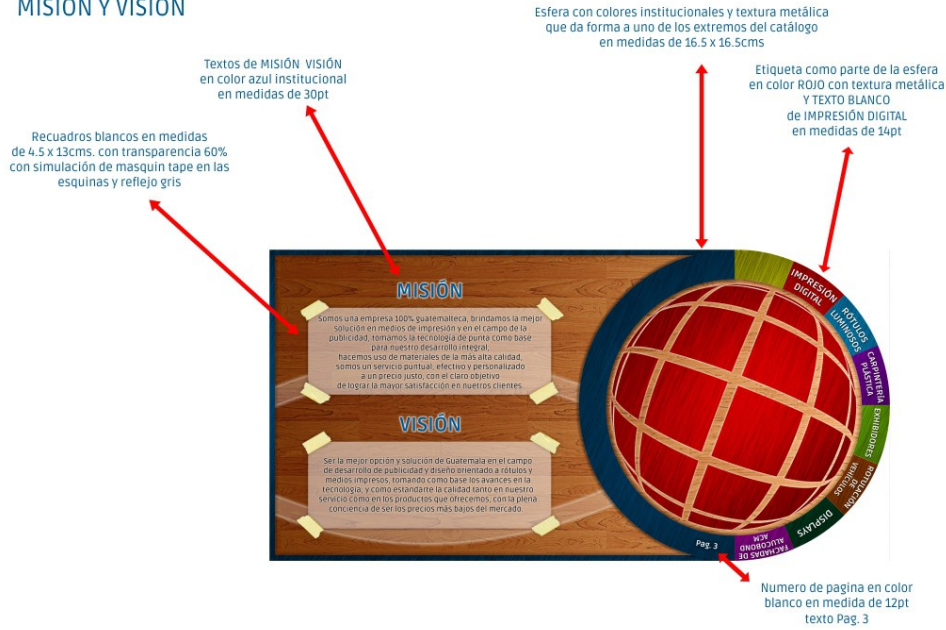 MISIÓN Y VISIÓN
Esfera con colores institucionales y textura metálica
que da forma a uno de los extremos del catálogo
en medidas de 16.5 x 16.5cms
Textos de MISIÓN VISIÓN
en color azul institucional
en medidas de 30pt
Etiqueta como parte de la esfera
en color ROJO con textura metálica
Y TEXTO BLANCO
de IMPRESIÓN DIGITAL
en medidas de 14pt
Recuadros blancos en medidas
de 4.5 x 13cms. con transparencia 60%
con simulación de masquin tape en las
esquinas y reflejo gris
MISIÓN
Somos una empresa 100% guatemalteca, brindamos la mejor
solución en medios de impresión y en el campo de la
publicidad, tomamos la tecnología de punta como base
para nuestro desarrollo integral,
hacemos uso de materiales de la más alta calidad,
somos un servicio puntual, efectivo y personalizado
a un precio justo, con el claro objetivo
de lograr la mayor satisfacción en nuetros clientes.
VISIÓN
Ser la mejor opción y solución de Guatemala en el campo
de desarrollo de publicidad y diseño orientado a rótulos y
medios impresos, tomando como base los avances en la
tecnología, y como estandarte la calidad tanto en nuestro
servicio como en los productos que ofrecemos, con la plena
conciencia de ser los precios más bajos del mercado.
IMPRESIÓN
DIGITAL
RÓTULOS
LUMINOSOS
CARPINTERÍA
PLÁSTICA
EXHIBIDORES
ROTULACIÓN
DE
VEHÍCULOS
DISPLAYS
FACHADAS DE
ALUCOBOND
ACM
Pag. 3
Numero de pagina en color
blanco en medida de 12pt
texto Pag. 3